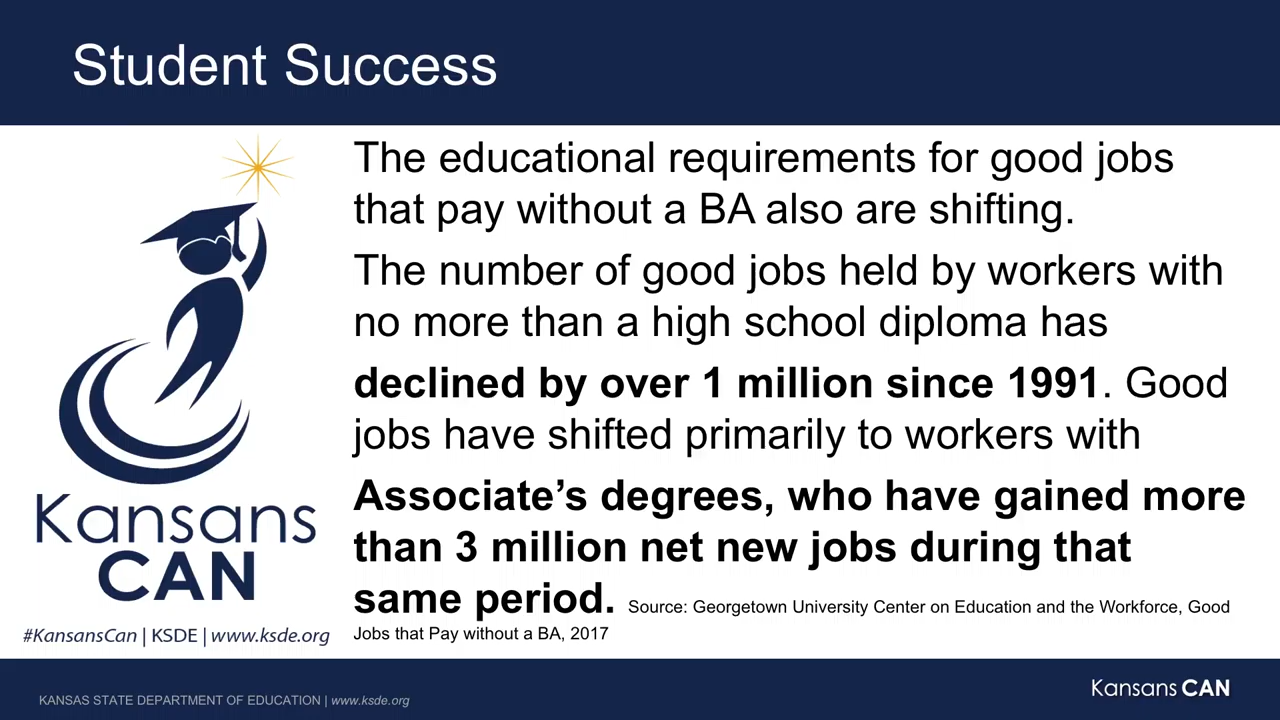 Student Success
The educational requirements for good jobs
that pay without a BA also are shifting.
The number of good jobs held by workers with
no more than a high school diploma has
declined by over 1 million since 1991. Good
jobs have shifted primarily to workers with
Associate’s degrees, who have gained more
than 3 million net new jobs during that
same period. Source: Georgetown University Center on Education and the Workforce, Good
Jobs that Pay without a BA, 2017
Kansans
CAN
#KansansCan | KSDE | www.ksde.org
KANSAS STATE DEPARTMENT OF EDUCATION | www.ksde.org
Kansans CAN